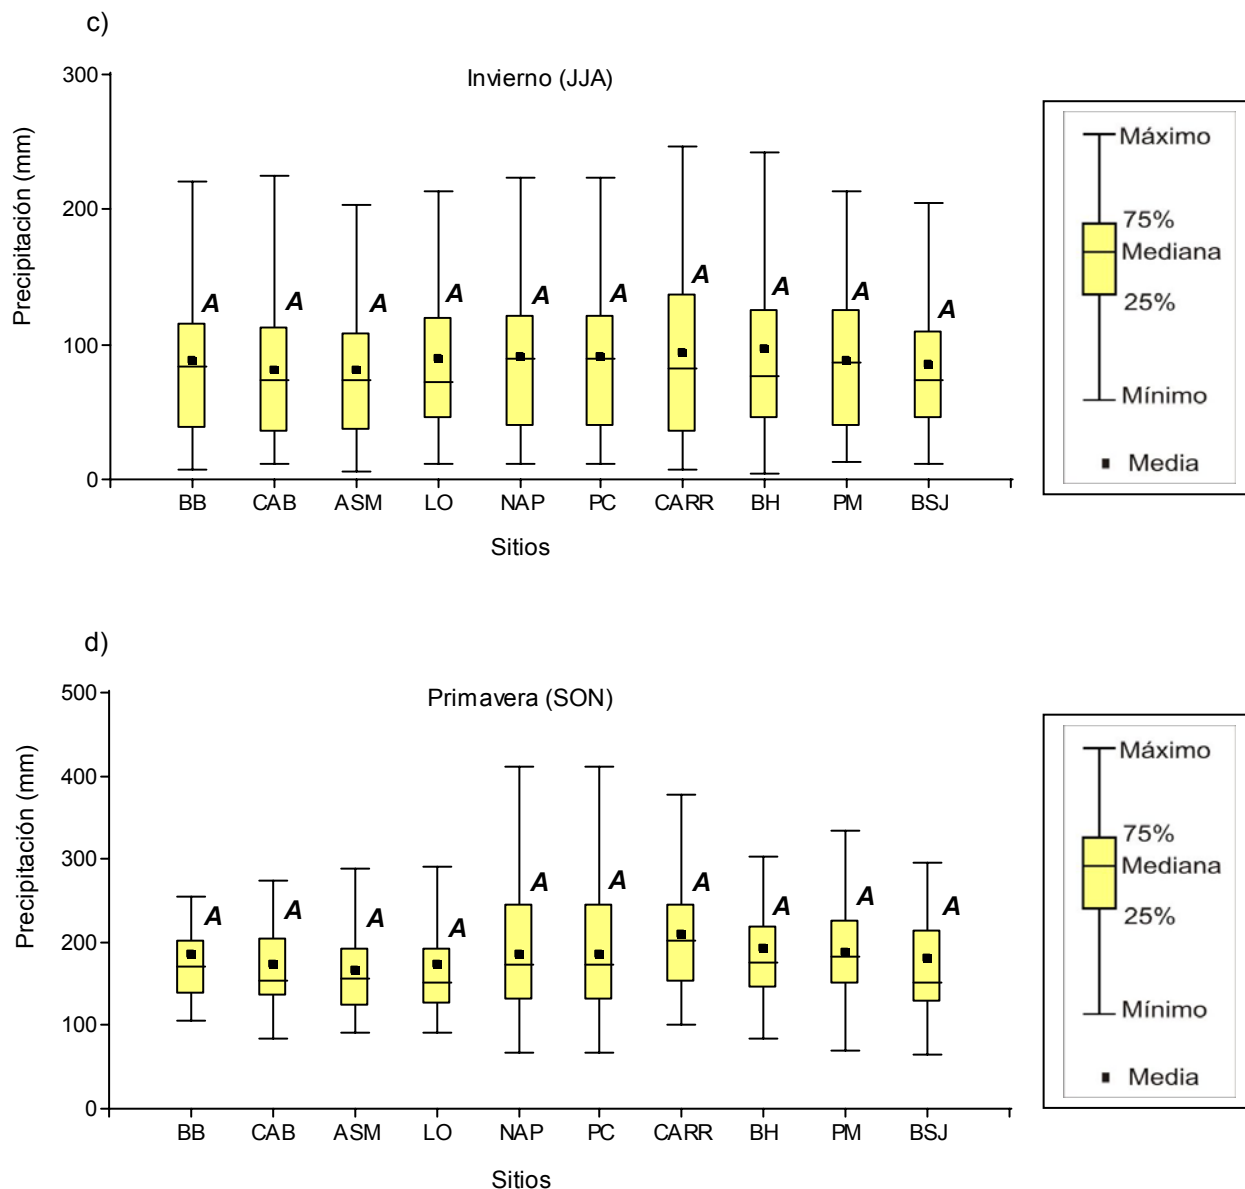 c)
Invierno (JJA)
Precipitación (mm)
300
200
100
0
A A A A A A A A A A
BB CAB ASM LO NAP PC CARR BH PM BSJ
Sitios
Máximo
75%
Mediana
25%
Mínimo
Media
d)
Primavera (SON)
Precipitación (mm)
500
400
300
200
100
0
A A A A A A A A A A
BB CAB ASM LO NAP PC CARR BH PM BSJ
Sitios
Máximo
75%
Mediana
25%
Mínimo
Media